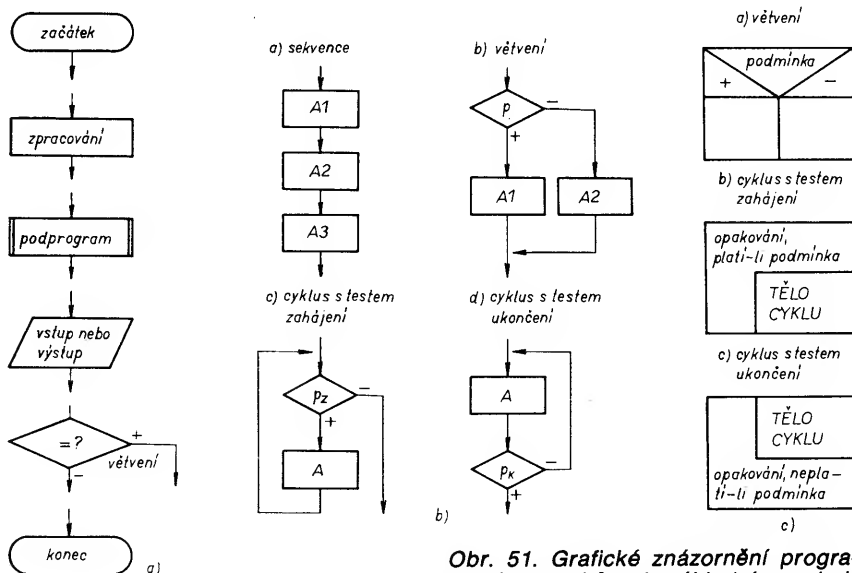 začátek
zpracování
podprogram
vstup nebo
výstup
=?
+
větvení
−
konec
a)
a) sekvence
A1
A2
A3
c) cyklus s testem
zahájení
pz
−
+
A
b) větvení
p
−
+
A1
A2
d) cyklus s testem
ukončení
A
pK
−
+
b)
a) větvení
podmínka
+
−
b) cyklus s testem
zahájení
opakování,
platí-li podmínka
TĚLO
CYKLU
c) cyklus s testem
ukončení
TĚLO
CYKLU
opakování, nepla-
tí-li podmínka
c)
Obr. 51. Grafické znázornění progra-